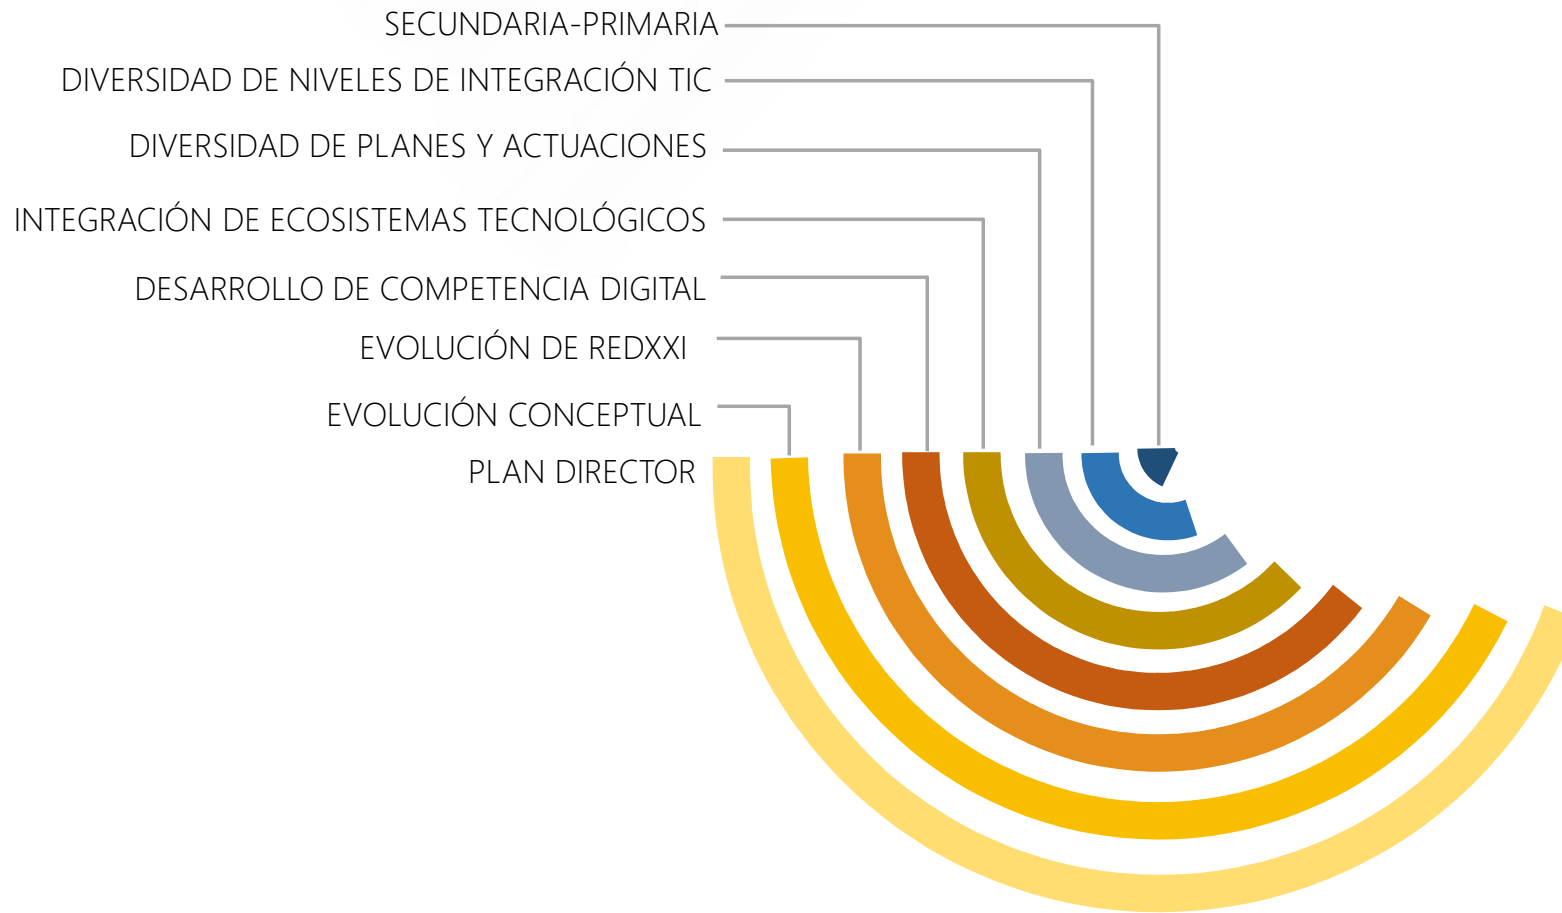 SECUNDARIA-PRIMARIA
DIVERSIDAD DE NIVELES DE INTEGRACIÓN TIC
DIVERSIDAD DE PLANES Y ACTUACIONES
INTEGRACIÓN DE ECOSISTEMAS TECNOLÓGICOS
DESARROLLO DE COMPETENCIA DIGITAL
EVOLUCIÓN DE REDXXI
EVOLUCIÓN CONCEPTUAL
PLAN DIRECTOR